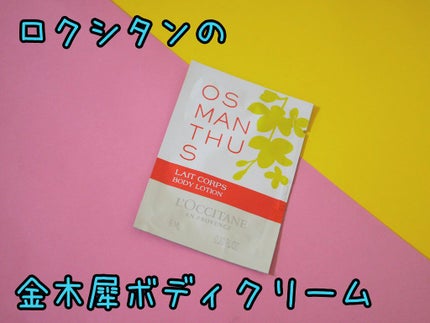 ロクシタンの
OS
MAN
THU
S
LAIT CORPS
BODY LOTION
L'OCCITANE
EN PROVENCE
金木犀ボディクリーム